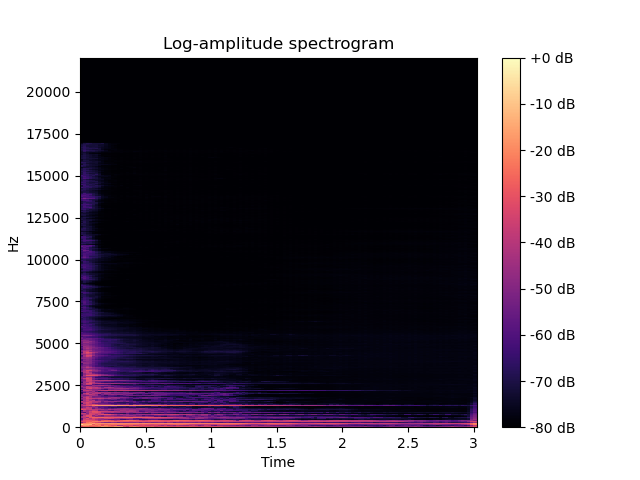 Log-amplitude spectrogram
20000
17500
15000
12500
10000
7500
5000
2500
0
Hz
0
0.5
1
1.5
2
2.5
3
Time
+0 dB
-10 dB
-20 dB
-30 dB
-40 dB
-50 dB
-60 dB
-70 dB
-80 dB